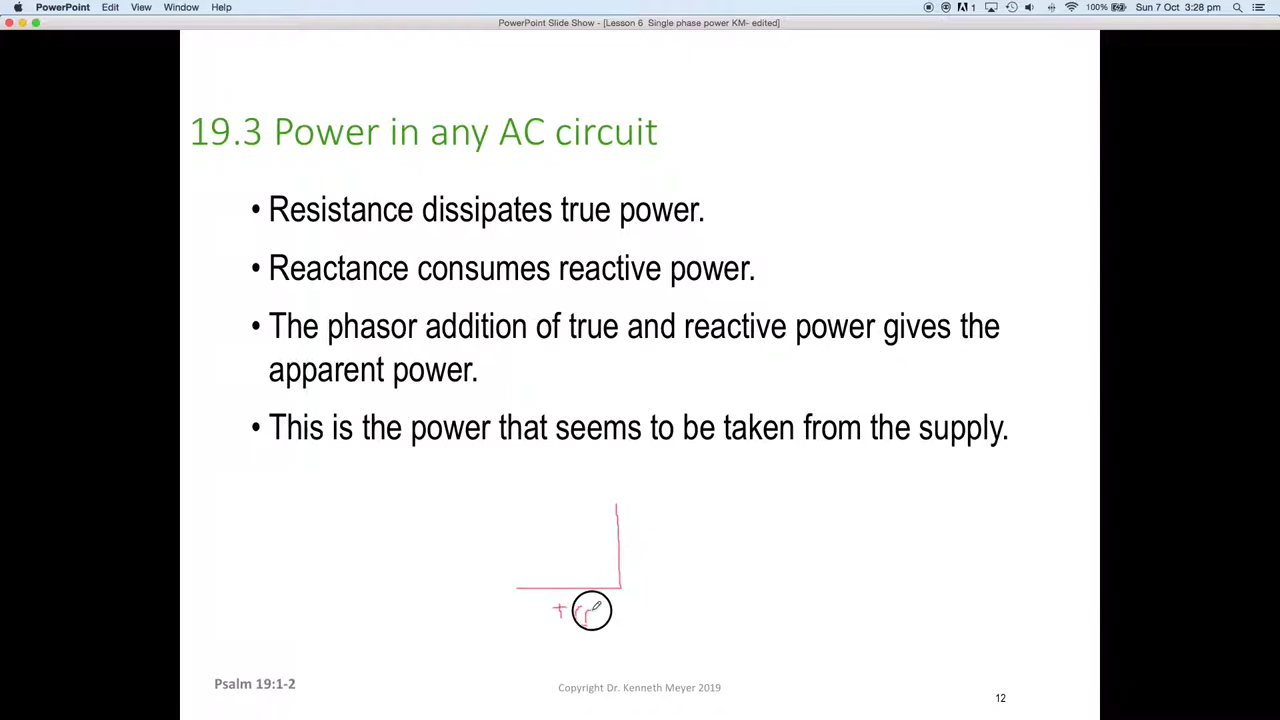 PowerPoint Edit View Window Help 1 100% Sun 7 Oct 3:28 pm
PowerPoint Slide Show - [Lesson 6 Single phase power KM- edited]
19.3 Power in any AC circuit
• Resistance dissipates true power.
• Reactance consumes reactive power.
• The phasor addition of true and reactive power gives the
apparent power.
• This is the power that seems to be taken from the supply.
Psalm 19:1-2
Copyright Dr. Kenneth Meyer 2019
12